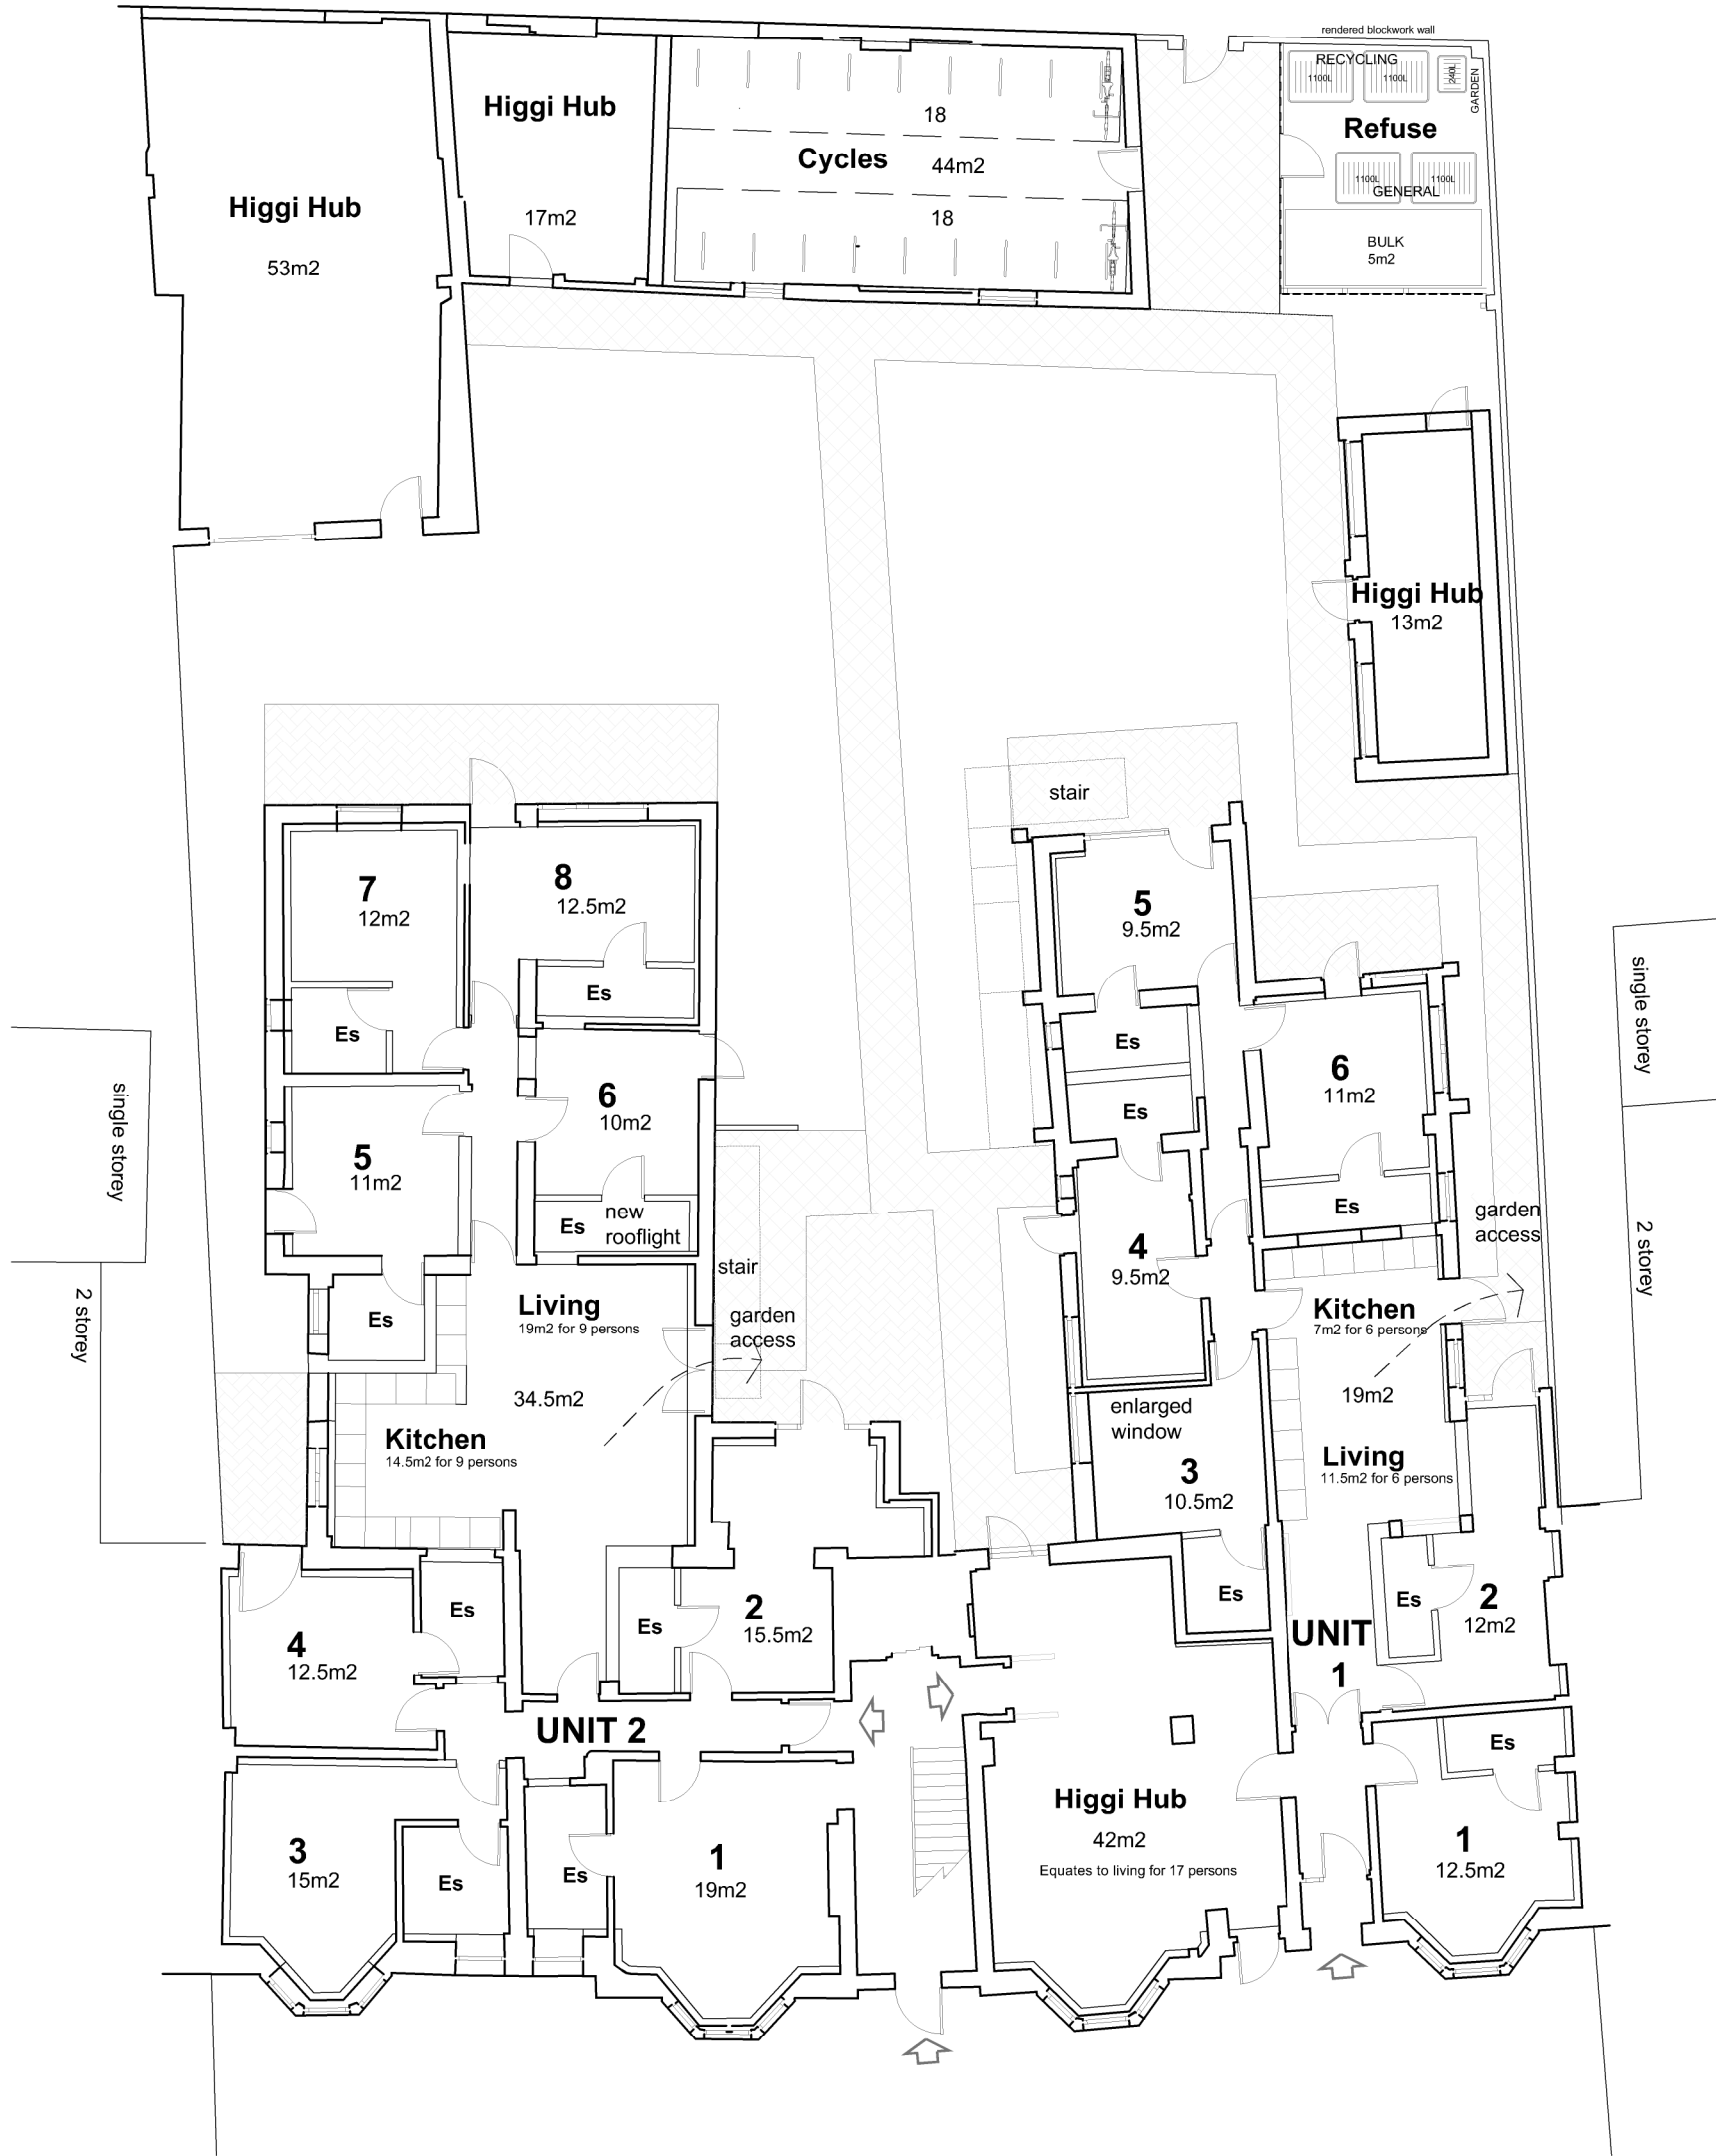 rendered blockwork wall
RECYCLING
1100L
1100L
240L
GARDEN
Refuse
1100L
1100L
GENERAL
BULK
5m2
Higgi Hub
53m2
Higgi Hub
17m2
18
Cycles
44m2
18
Higgi Hub
13m2
stair
7
12m2
8
12.5m2
Es
Es
6
10m2
5
11m2
Es
new
rooflight
Es
stair
garden
access
Living
19m2 for 9 persons
34.5m2
Kitchen
14.5m2 for 9 persons
5
9.5m2
Es
Es
6
11m2
Es
4
9.5m2
garden
access
Kitchen
7m2 for 6 persons
19m2
Living
11.5m2 for 6 persons
enlarged
window
3
10.5m2
Es
Es
2
12m2
UNIT
1
single storey
2 storey
single storey
2 storey
4
12.5m2
Es
Es
2
15.5m2
UNIT 2
3
15m2
Es
Es
1
19m2
Higgi Hub
42m2
Equates to living for 17 persons
Es
1
12.5m2